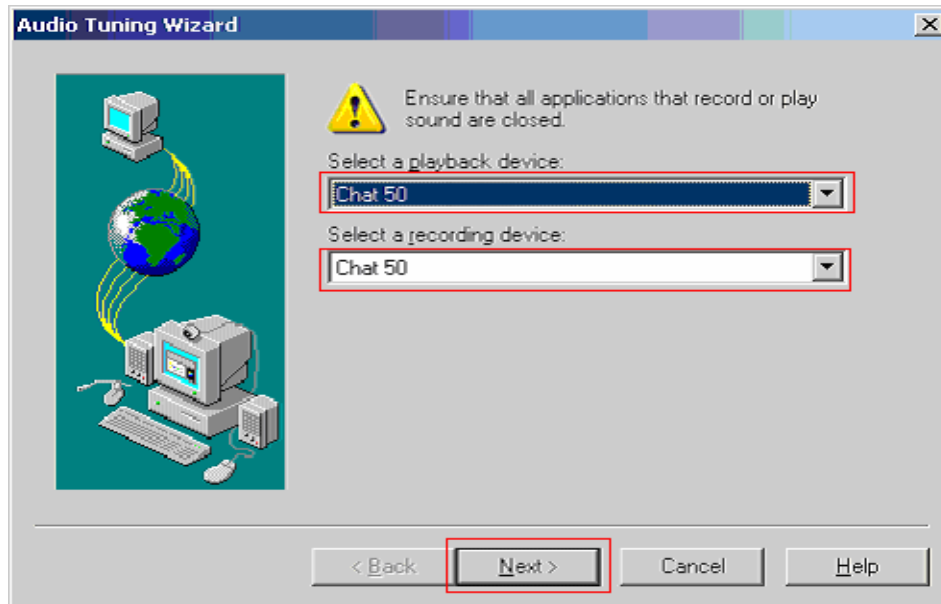 Audio Tuning Wizard
Ensure that all applications that record or play
sound are closed.
Select a playback device:
Chat 50
Select a recording device:
Chat 50
< Back
Next >
Cancel
Help